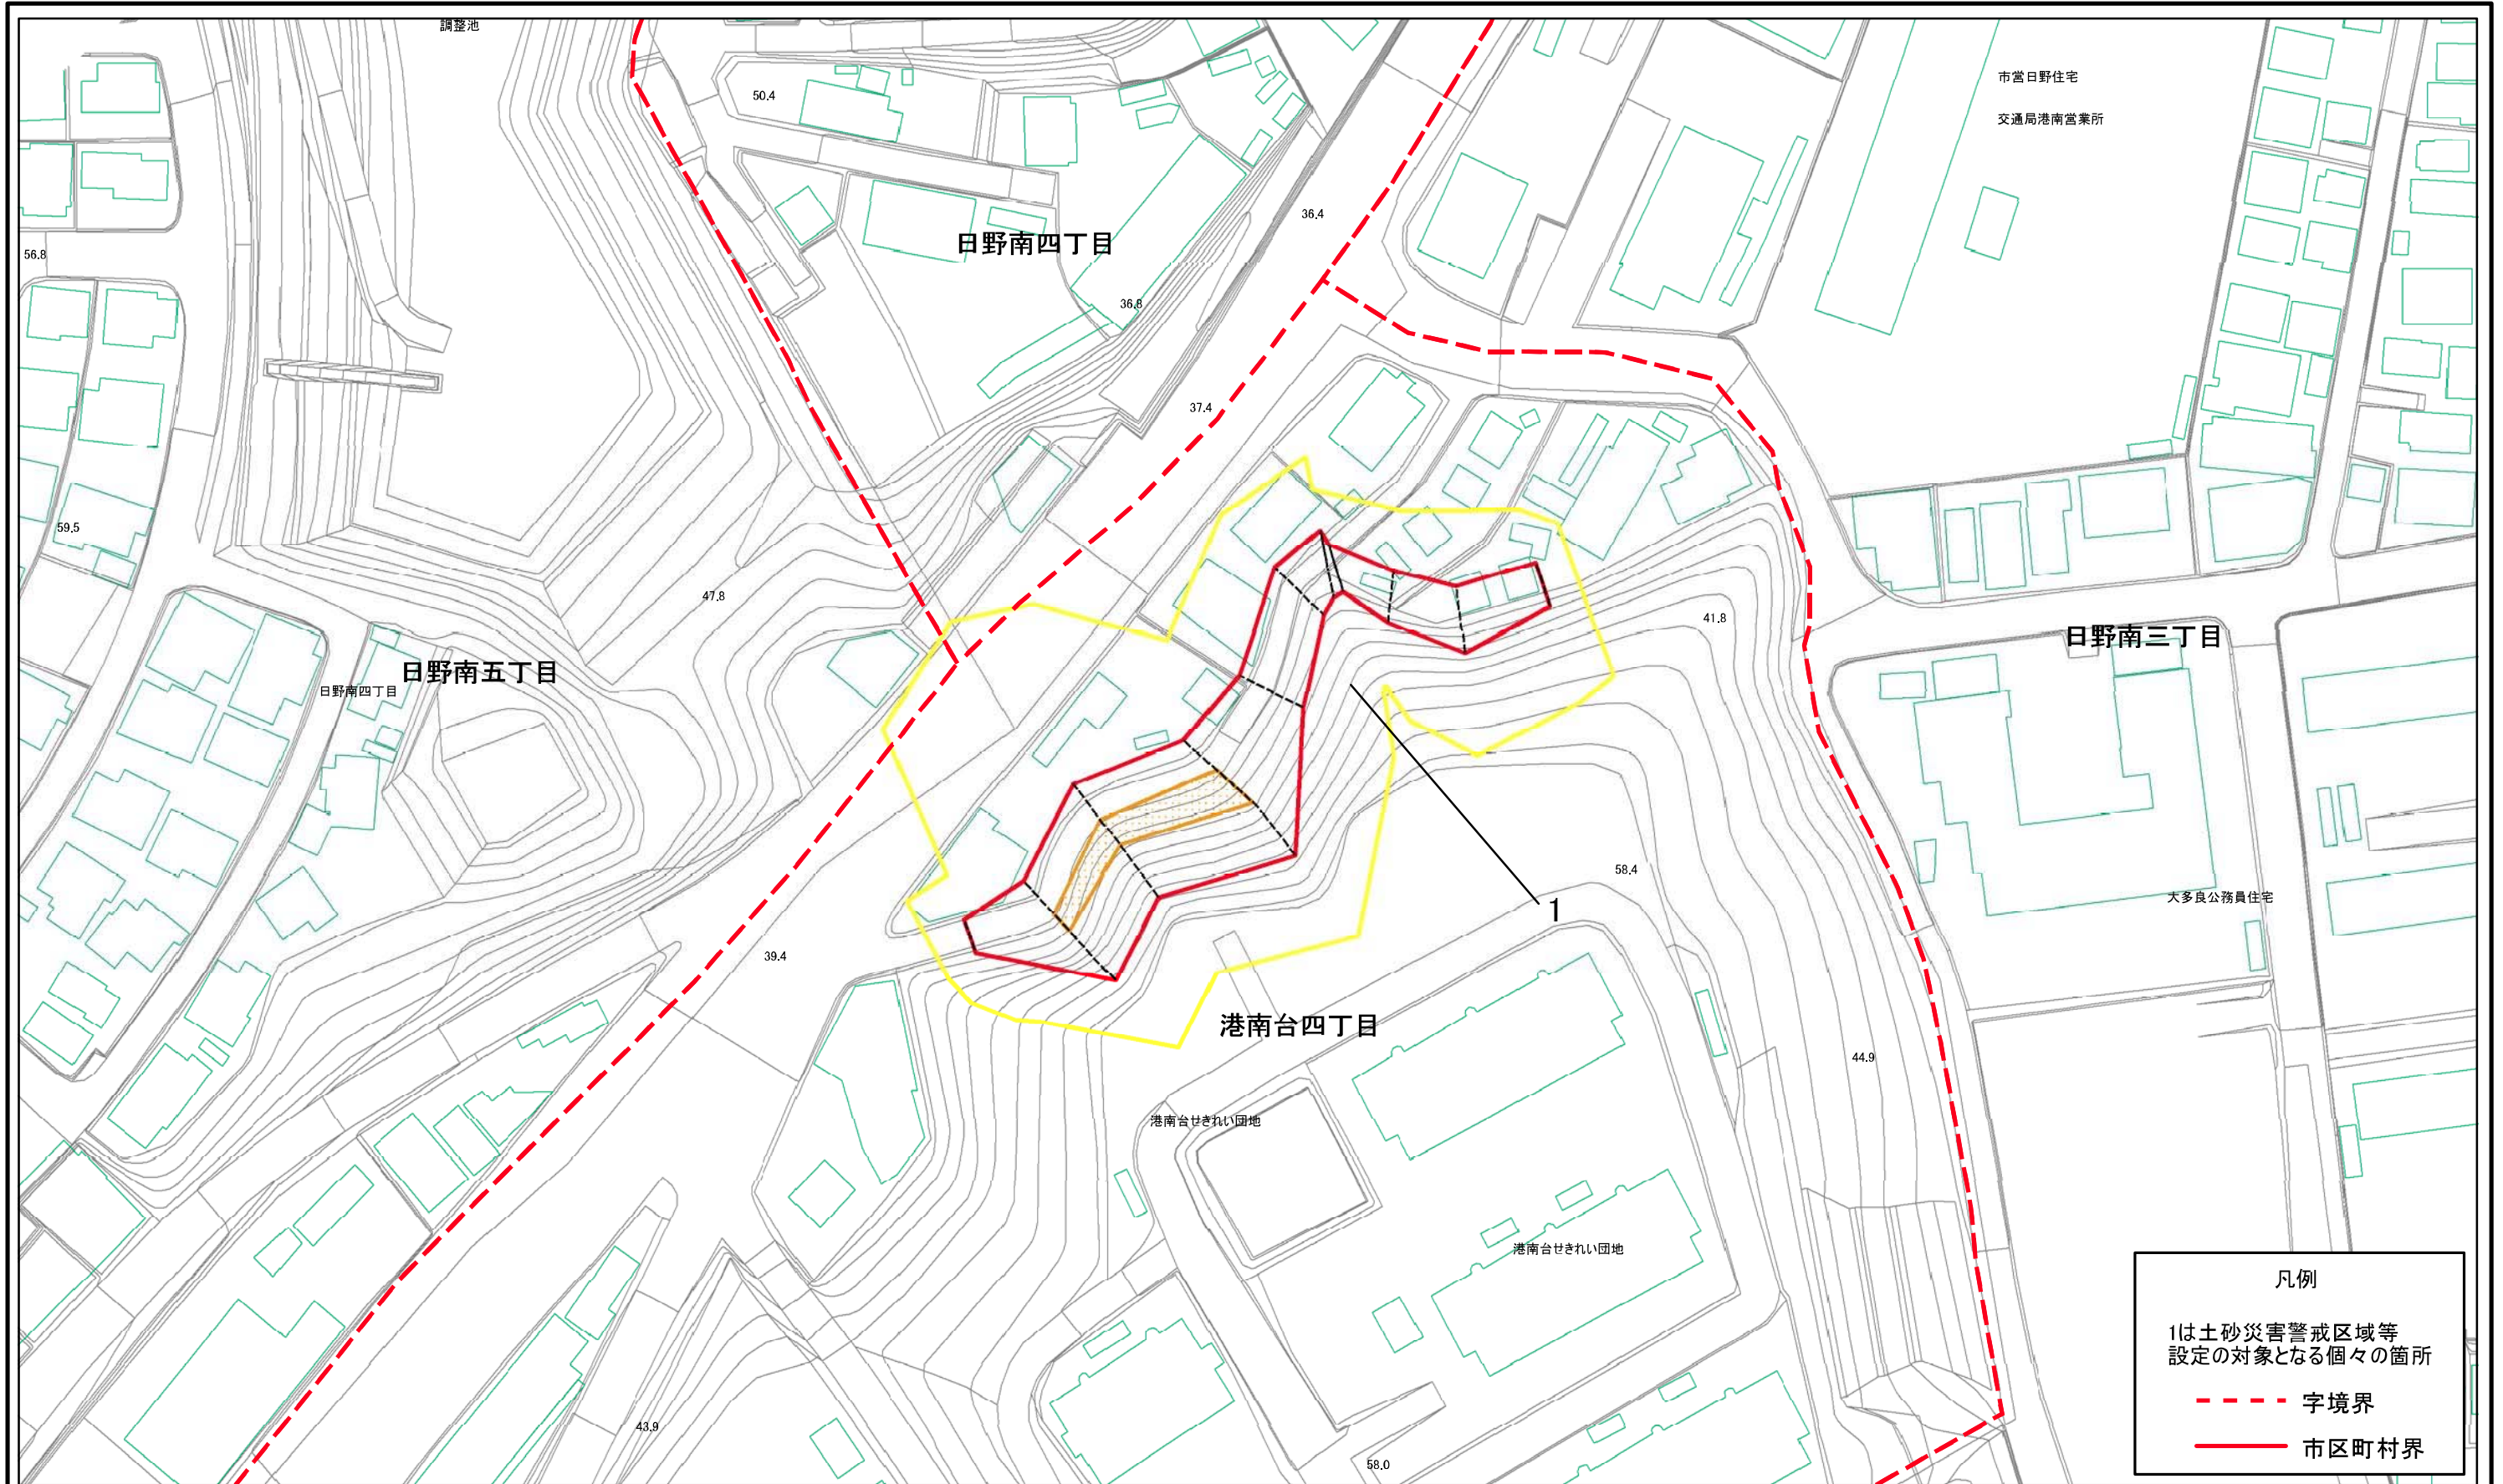 調整池
市営日野住宅
50.4
交通局港南営業所
36.4
日野南四丁目
56.8
36.8
37.4
59.5
47.8
41.8
日野南三丁目
日野南五丁目
日野南四丁目
58.4
大多良公務員住宅
1
39.4
港南台四丁目
44.9
港南台せきれい団地
港南台せきれい団地
43.9
58.0
凡例
1は土砂災害警戒区域等
設定の対象となる個々の箇所
字境界
市区町村界